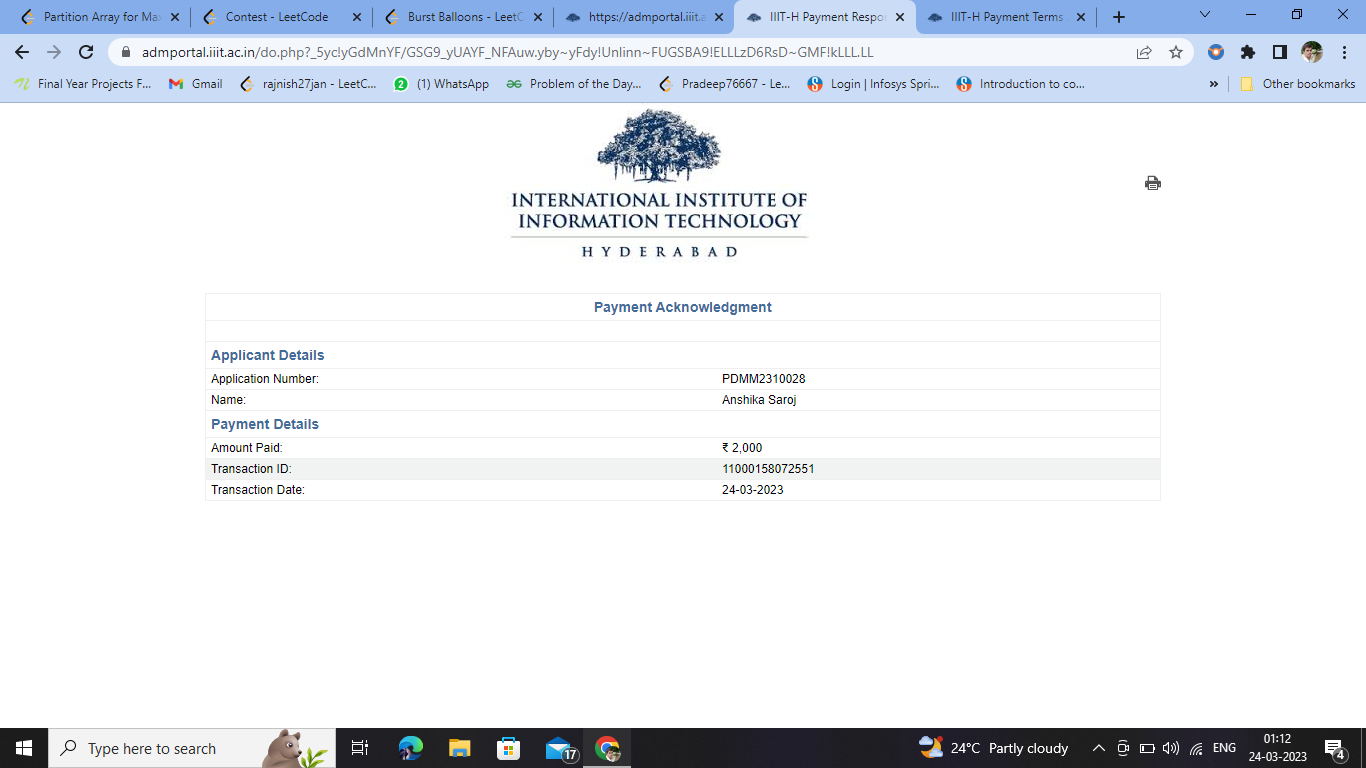 Partition Array for Max
Contest - LeetCode
Burst Balloons - LeetC
https://admportal.iiit.a
IIIT-H Payment Respon
IIIT-H Payment Terms
admportal.iiit.ac.in/do.php?_5yc!yGdMnYF/GSG9_yUAYF_NFAuw.yby~yFdy!Unlinn~FUGSBA9!ELLLzD6RsD~GMF!kLLL.LL
Final Year Projects F...
Gmail
rajnish27jan - LeetC...
2
(1) WhatsApp
Problem of the Day...
Pradeep76667 - Le...
Login | Infosys Spri...
Introduction to co...
»
Other bookmarks
INTERNATIONAL INSTITUTE OF
INFORMATION TECHNOLOGY
HYDERABAD
Payment Acknowledgment
Applicant Details
Application Number: PDMM2310028
Name: Anshika Saroj
Payment Details
Amount Paid: ₹ 2,000
Transaction ID: 11000158072551
Transaction Date: 24-03-2023
Type here to search
17
24°C Partly cloudy
ENG
01:12
24-03-2023
4